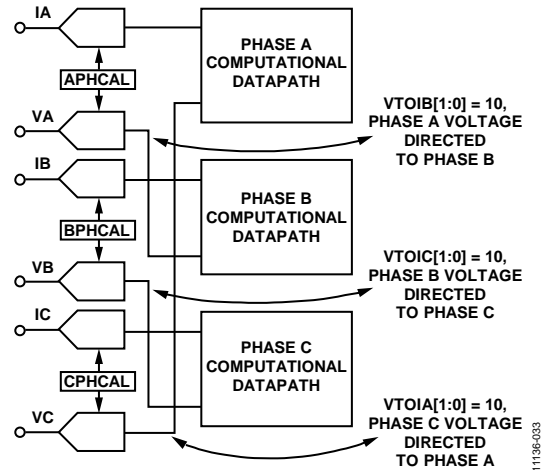 IA
PHASE A
COMPUTATIONAL
DATAPATH
APHCAL
VA
VTOIB[1:0] = 10,
PHASE A VOLTAGE
DIRECTED
TO PHASE B
IB
PHASE B
COMPUTATIONAL
DATAPATH
BPHCAL
VB
VTOIC[1:0] = 10,
PHASE B VOLTAGE
DIRECTED
TO PHASE C
IC
PHASE C
COMPUTATIONAL
DATAPATH
CPHCAL
VC
VTOIA[1:0] = 10,
PHASE C VOLTAGE
DIRECTED
TO PHASE A
11136-033